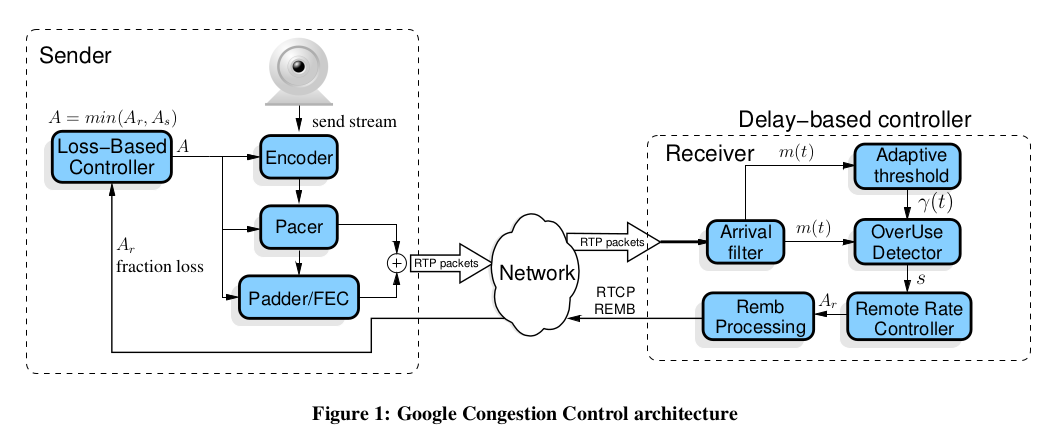 Sender
A = min(A_r, A_s)
Loss−Based
Controller
A
send stream
Encoder
Pacer
Padder/FEC
+
A_r
fraction loss
RTP packets
Network
RTP packets
RTCP
REMB
Delay−based controller
Receiver
m(t)
Adaptive
threshold
γ(t)
Arrival
filter
m(t)
OverUse
Detector
s
Remb
Processing
A_r
Remote Rate
Controller
Figure 1: Google Congestion Control architecture